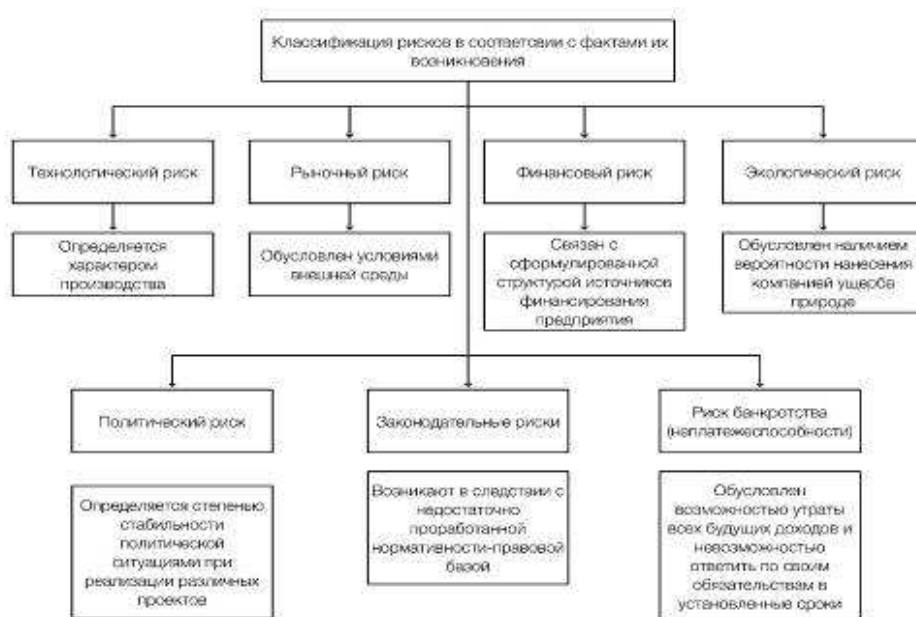 Классификация рисков в соответсвии с фактами их
возникновения
Технологический риск
Рыночный риск
Финансовый риск
Экологический риск
Определяется
характером
производства
Обусловлен условиями
внешней среды
Связан с
сформулированной
структурой источников
финансирования
предприятия
Обусловлен наличием
вероятности нанесения
компанией ущерба
природе
Политический риск
Законодательные риски
Риск банкротства
(наплатежеспособности)
Определяется степенью
стабильности
политической
ситуациями при
реализации различных
проектов
Возникают в следствии с
недостаточно
проработанной
нормативности-правовой
базой
Обусловлен
возможностью утраты
всех будущих доходов и
невозможностью
ответить по своим
обязательствам в
установленные сроки